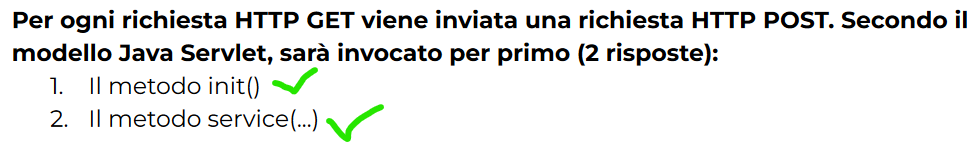 Per ogni richiesta HTTP GET viene inviata una richiesta HTTP POST. Secondo il
modello Java Servlet, sarà invocato per primo (2 risposte):
1. Il metodo init()
2. Il metodo service(...)